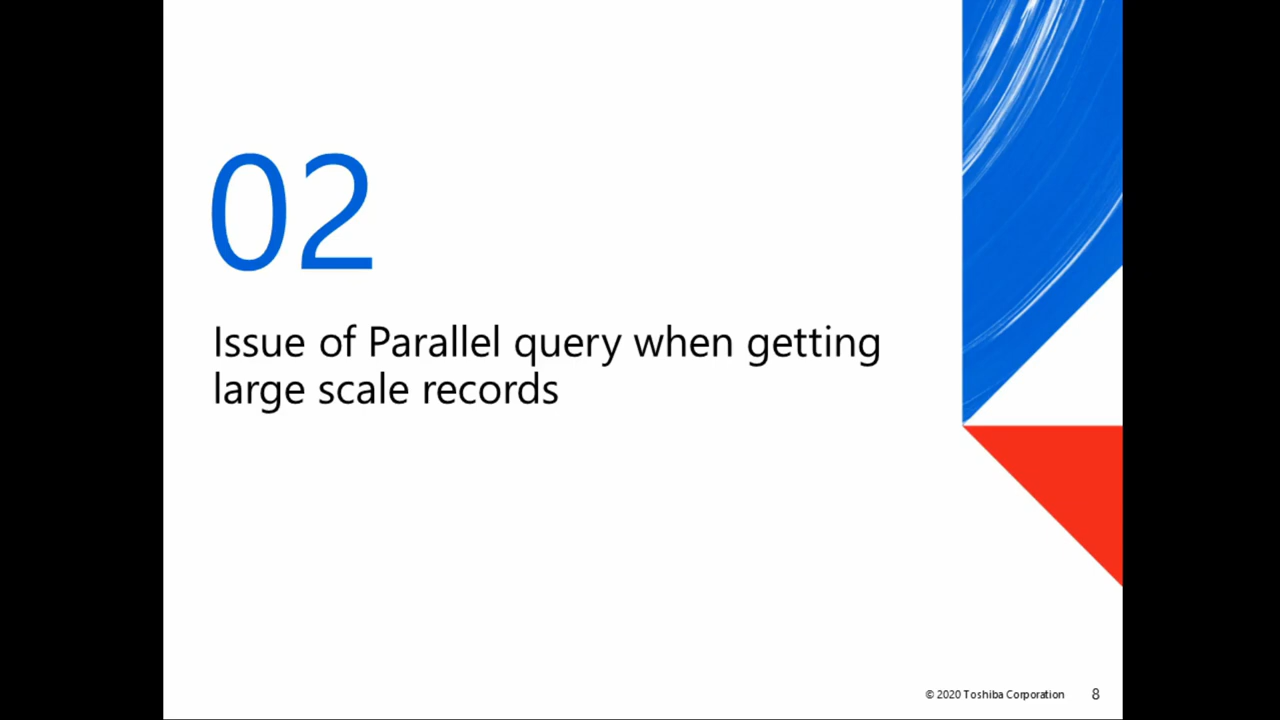 02
Issue of Parallel query when getting
large scale records
© 2020 Toshiba Corporation 8